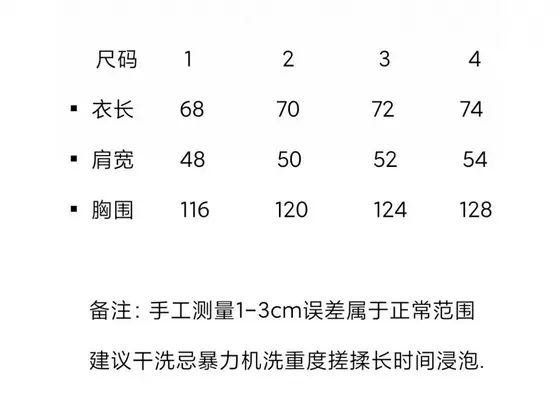 尺码 1 2 3 4
▪ 衣长 68 70 72 74
▪ 肩宽 48 50 52 54
▪ 胸围 116 120 124 128
备注: 手工测量1-3cm误差属于正常范围
建议干洗忌暴力机洗重度搓揉长时间浸泡.